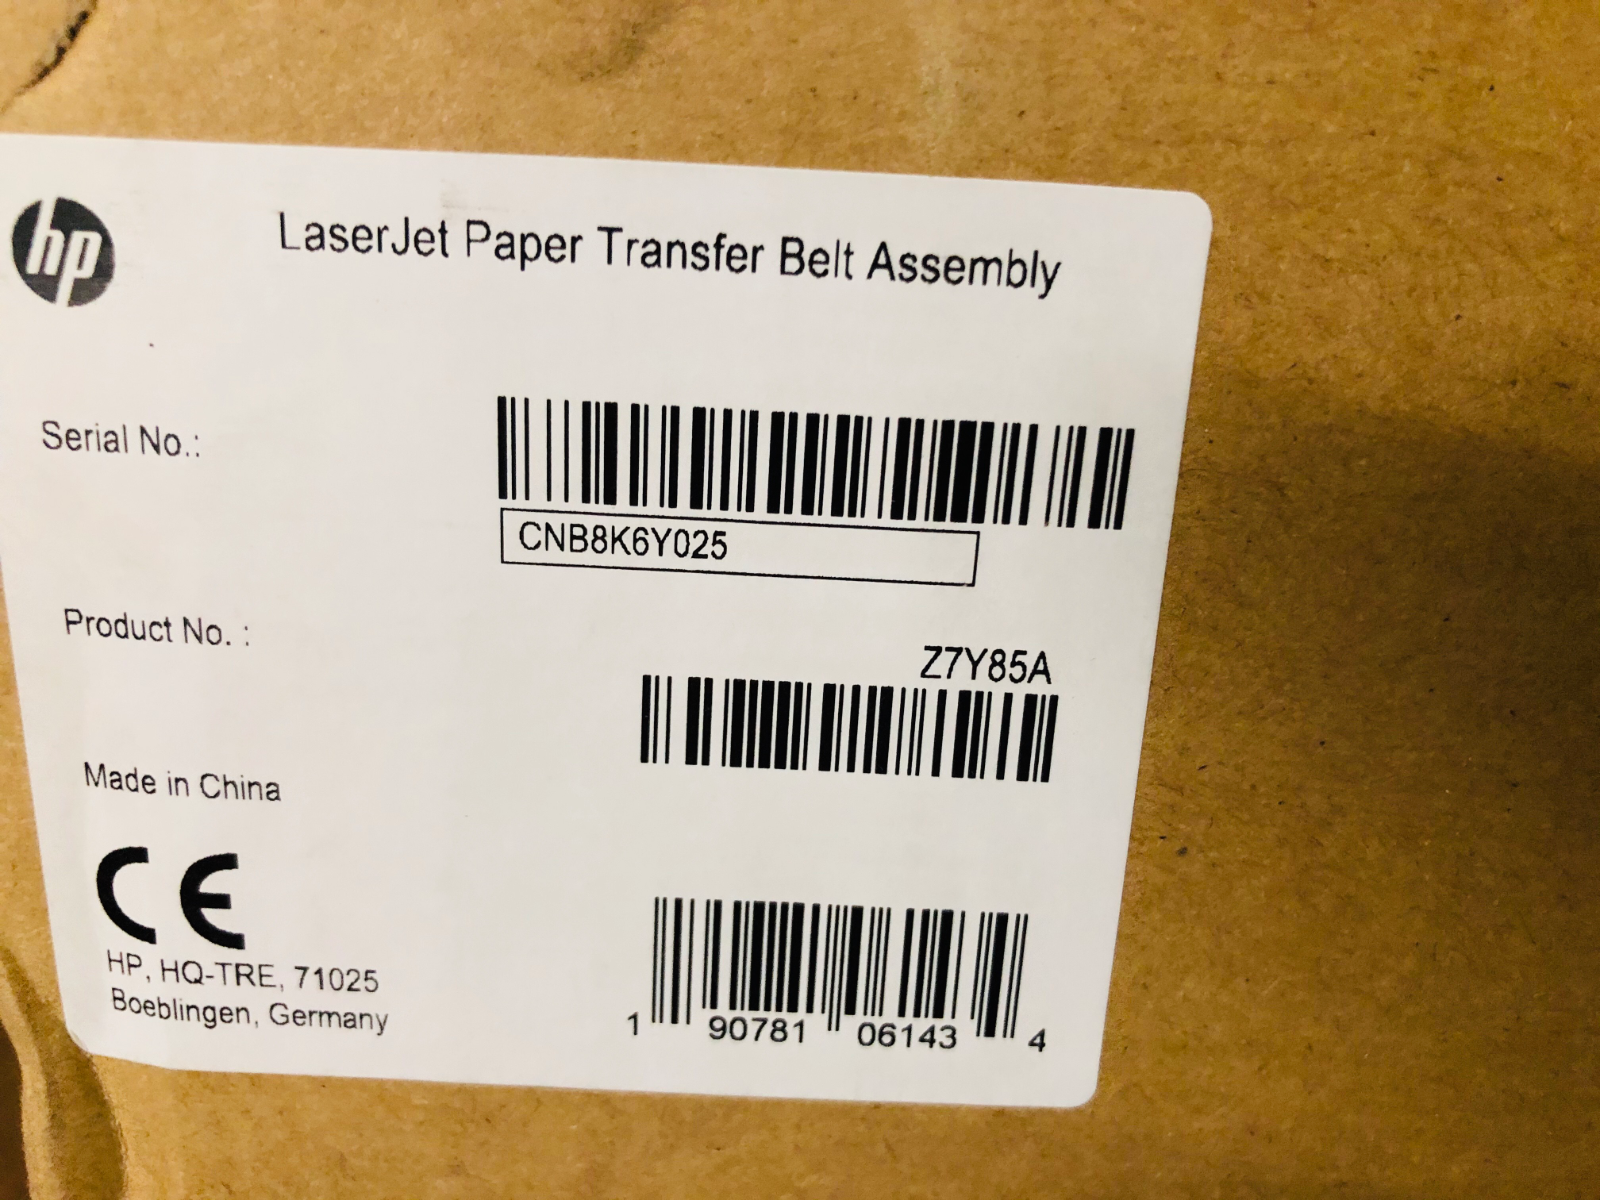 hp
LaserJet Paper Transfer Belt Assembly
Serial No.:
CNB8K6Y025
Product No. :
Z7Y85A
Made in China
CE
HP, HQ-TRE, 71025
Boeblingen, Germany
1 90781 06143 4